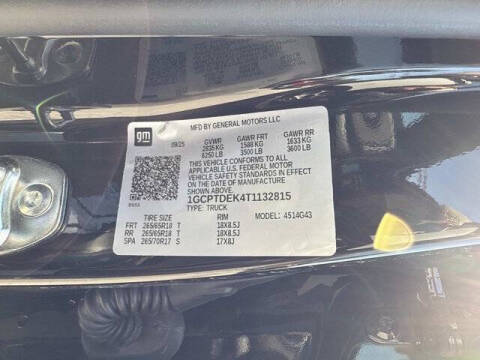 MFD BY GENERAL MOTORS LLC
gm
09/25
GVWR GAWR FRT GAWR RR
2835 KG 1588 KG 1633 KG
6250 LB 3500 LB 3600 LB
THIS VEHICLE CONFORMS TO ALL
APPLICABLE U.S. FEDERAL MOTOR
VEHICLE SAFETY STANDARDS IN EFFECT
ON THE DATE OF MANUFACTURE
SHOWN ABOVE.
1GCPTDEK4T1132815
TYPE: TRUCK
TIRE SIZE RIM MODEL: 4514G43
FRT 265/65R18 T 18X8.5J
RR 265/65R18 T 18X8.5J
SPA 265/70R17 S 17X8J